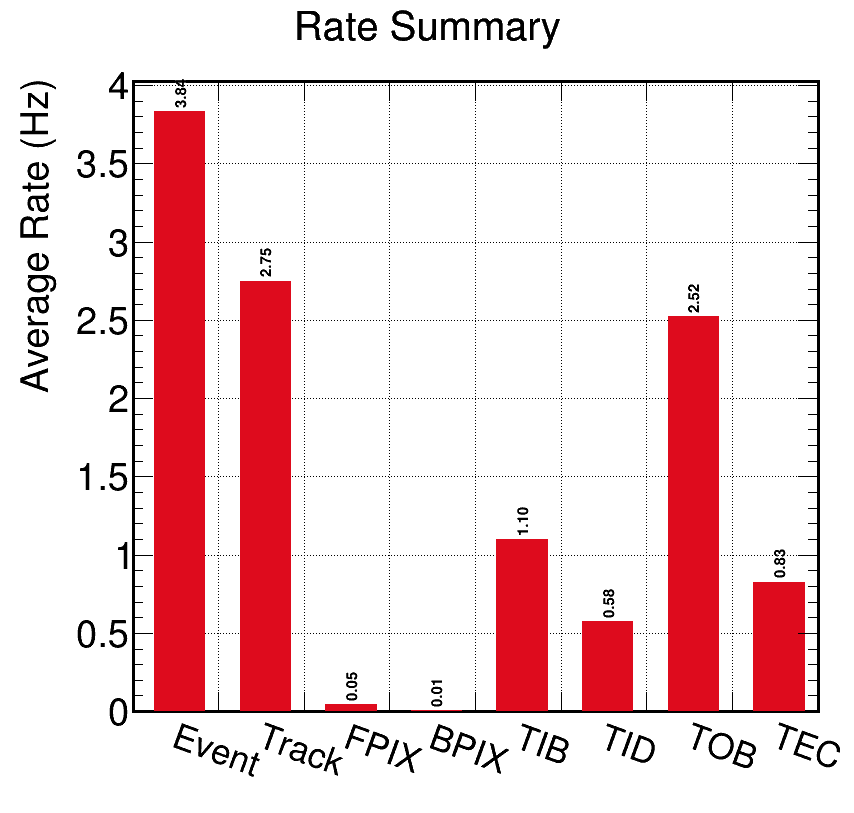 Rate Summary
Average Rate (Hz)
4
3.5
3
2.5
2
1.5
1
0.5
0
3.84
2.75
0.05
0.01
1.10
0.58
2.52
0.83
Event
Track
FPIX
BPIX
TIB
TID
TOB
TEC